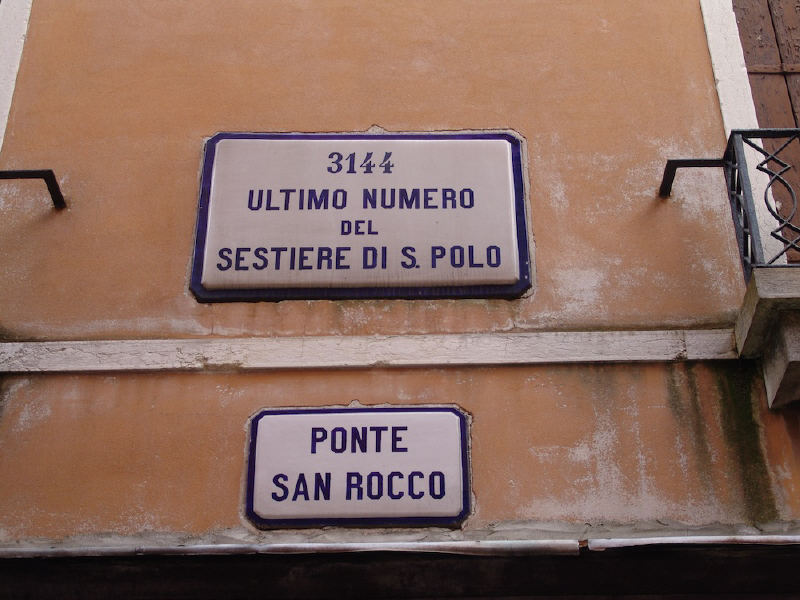 3144
ULTIMO NUMERO
DEL
SESTIERE DI S. POLO
PONTE
SAN ROCCO